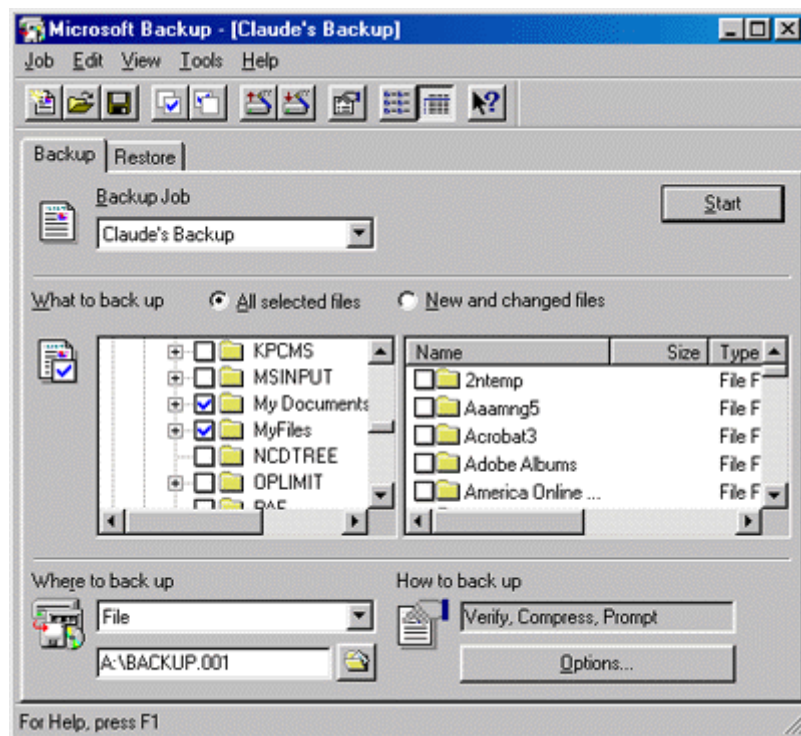 Microsoft Backup - [Claude's Backup]
Job Edit View Tools Help
Backup Restore
Backup Job
Start
Claude's Backup
What to back up All selected files New and changed files
KPCMS
MSINPUT
My Documents
MyFiles
NCDTREE
OPLIMIT
Name Size Type
2ntemp File F
Aaamng5 File F
Acrobat3 File F
Adobe Albums File F
America Online ... File F
Where to back up
File
A:\BACKUP.001
How to back up
Verify, Compress, Prompt
Options...
For Help, press F1